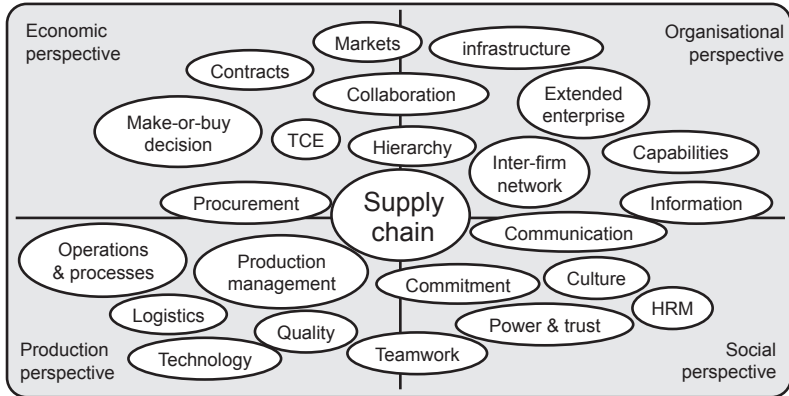 Economic
perspective
Markets
infrastructure
Organisational
perspective
Contracts
Collaboration
Extended
enterprise
Make-or-buy
decision
TCE
Hierarchy
Inter-firm
network
Capabilities
Procurement
Supply
chain
Information
Communication
Operations
& processes
Production
management
Commitment
Culture
Logistics
Quality
Power & trust
HRM
Production
perspective
Technology
Teamwork
Social
perspective